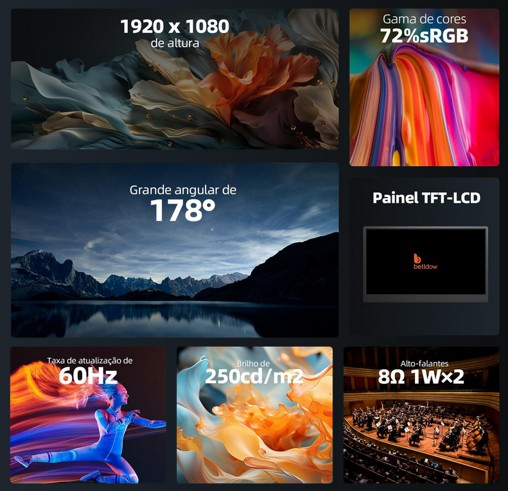 1920 x 1080
de altura
Gama de cores
72%sRGB
Grande angular de
178°
Painel TFT-LCD
belldow
Taxa de atualização de
60Hz
Brilho de
250cd/m2
Alto-falantes
8Ω 1W×2